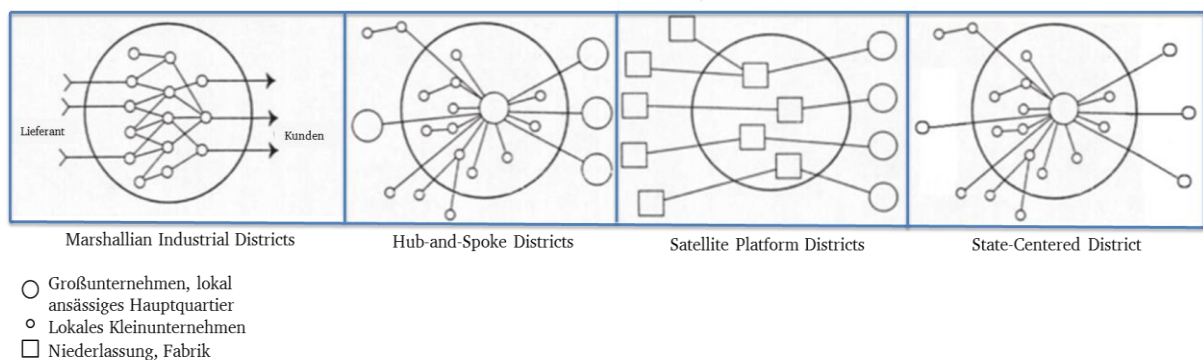 Lieferant
Kunden
Marshallian Industrial Districts
Hub-and-Spoke Districts
Satellite Platform Districts
State-Centered District
Großunternehmen, lokal
ansässiges Hauptquartier
Lokales Kleinunternehmen
Niederlassung, Fabrik